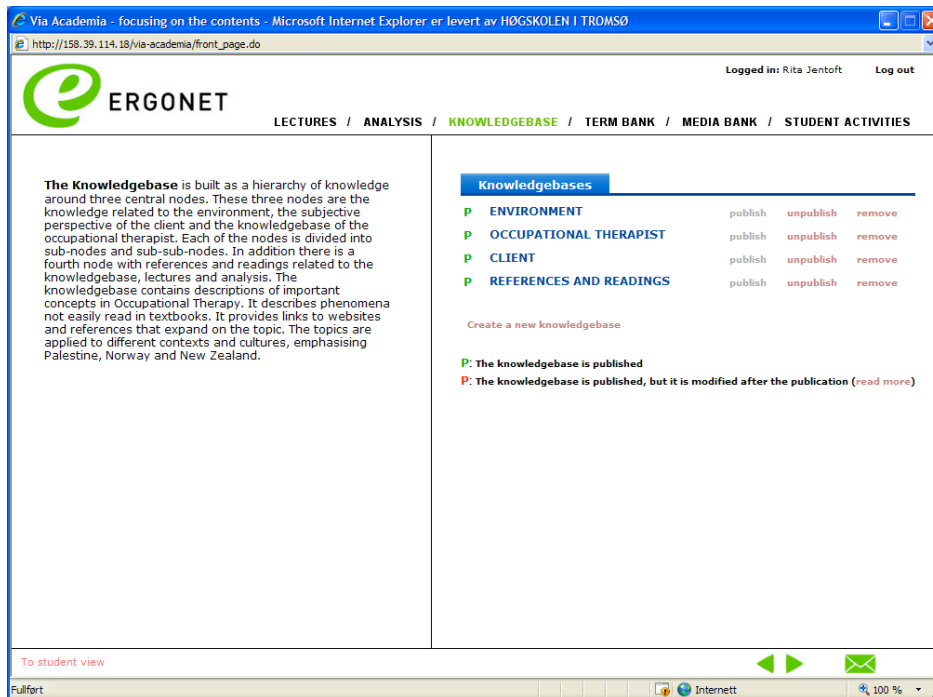 Via Academia - focusing on the contents - Microsoft Internet Explorer er levert av HØGSKOLEN I TROMSØ
http://158.39.114.18/via-academia/front_page.do
Logged in: Rita Jentoft Log out
ERGONET
LECTURES / ANALYSIS / KNOWLEDGEBASE / TERM BANK / MEDIA BANK / STUDENT ACTIVITIES
The Knowledgebase is built as a hierarchy of knowledge
around three central nodes. These three nodes are the
knowledge related to the environment, the subjective
perspective of the client and the knowledgebase of the
occupational therapist. Each of the nodes is divided into
sub-nodes and sub-sub-nodes. In addition there is a
fourth node with references and readings related to the
knowledgebase, lectures and analysis. The
knowledgebase contains descriptions of important
concepts in Occupational Therapy. It describes phenomena
not easily read in textbooks. It provides links to websites
and references that expand on the topic. The topics are
applied to different contexts and cultures, emphasising
Palestine, Norway and New Zealand.
Knowledgebases
P ENVIRONMENT publish unpublish remove
P OCCUPATIONAL THERAPIST publish unpublish remove
P CLIENT publish unpublish remove
P REFERENCES AND READINGS publish unpublish remove
Create a new knowledgebase
P: The knowledgebase is published
P: The knowledgebase is published, but it is modified after the publication (read more)
To student view
Fullført Internett 100 %